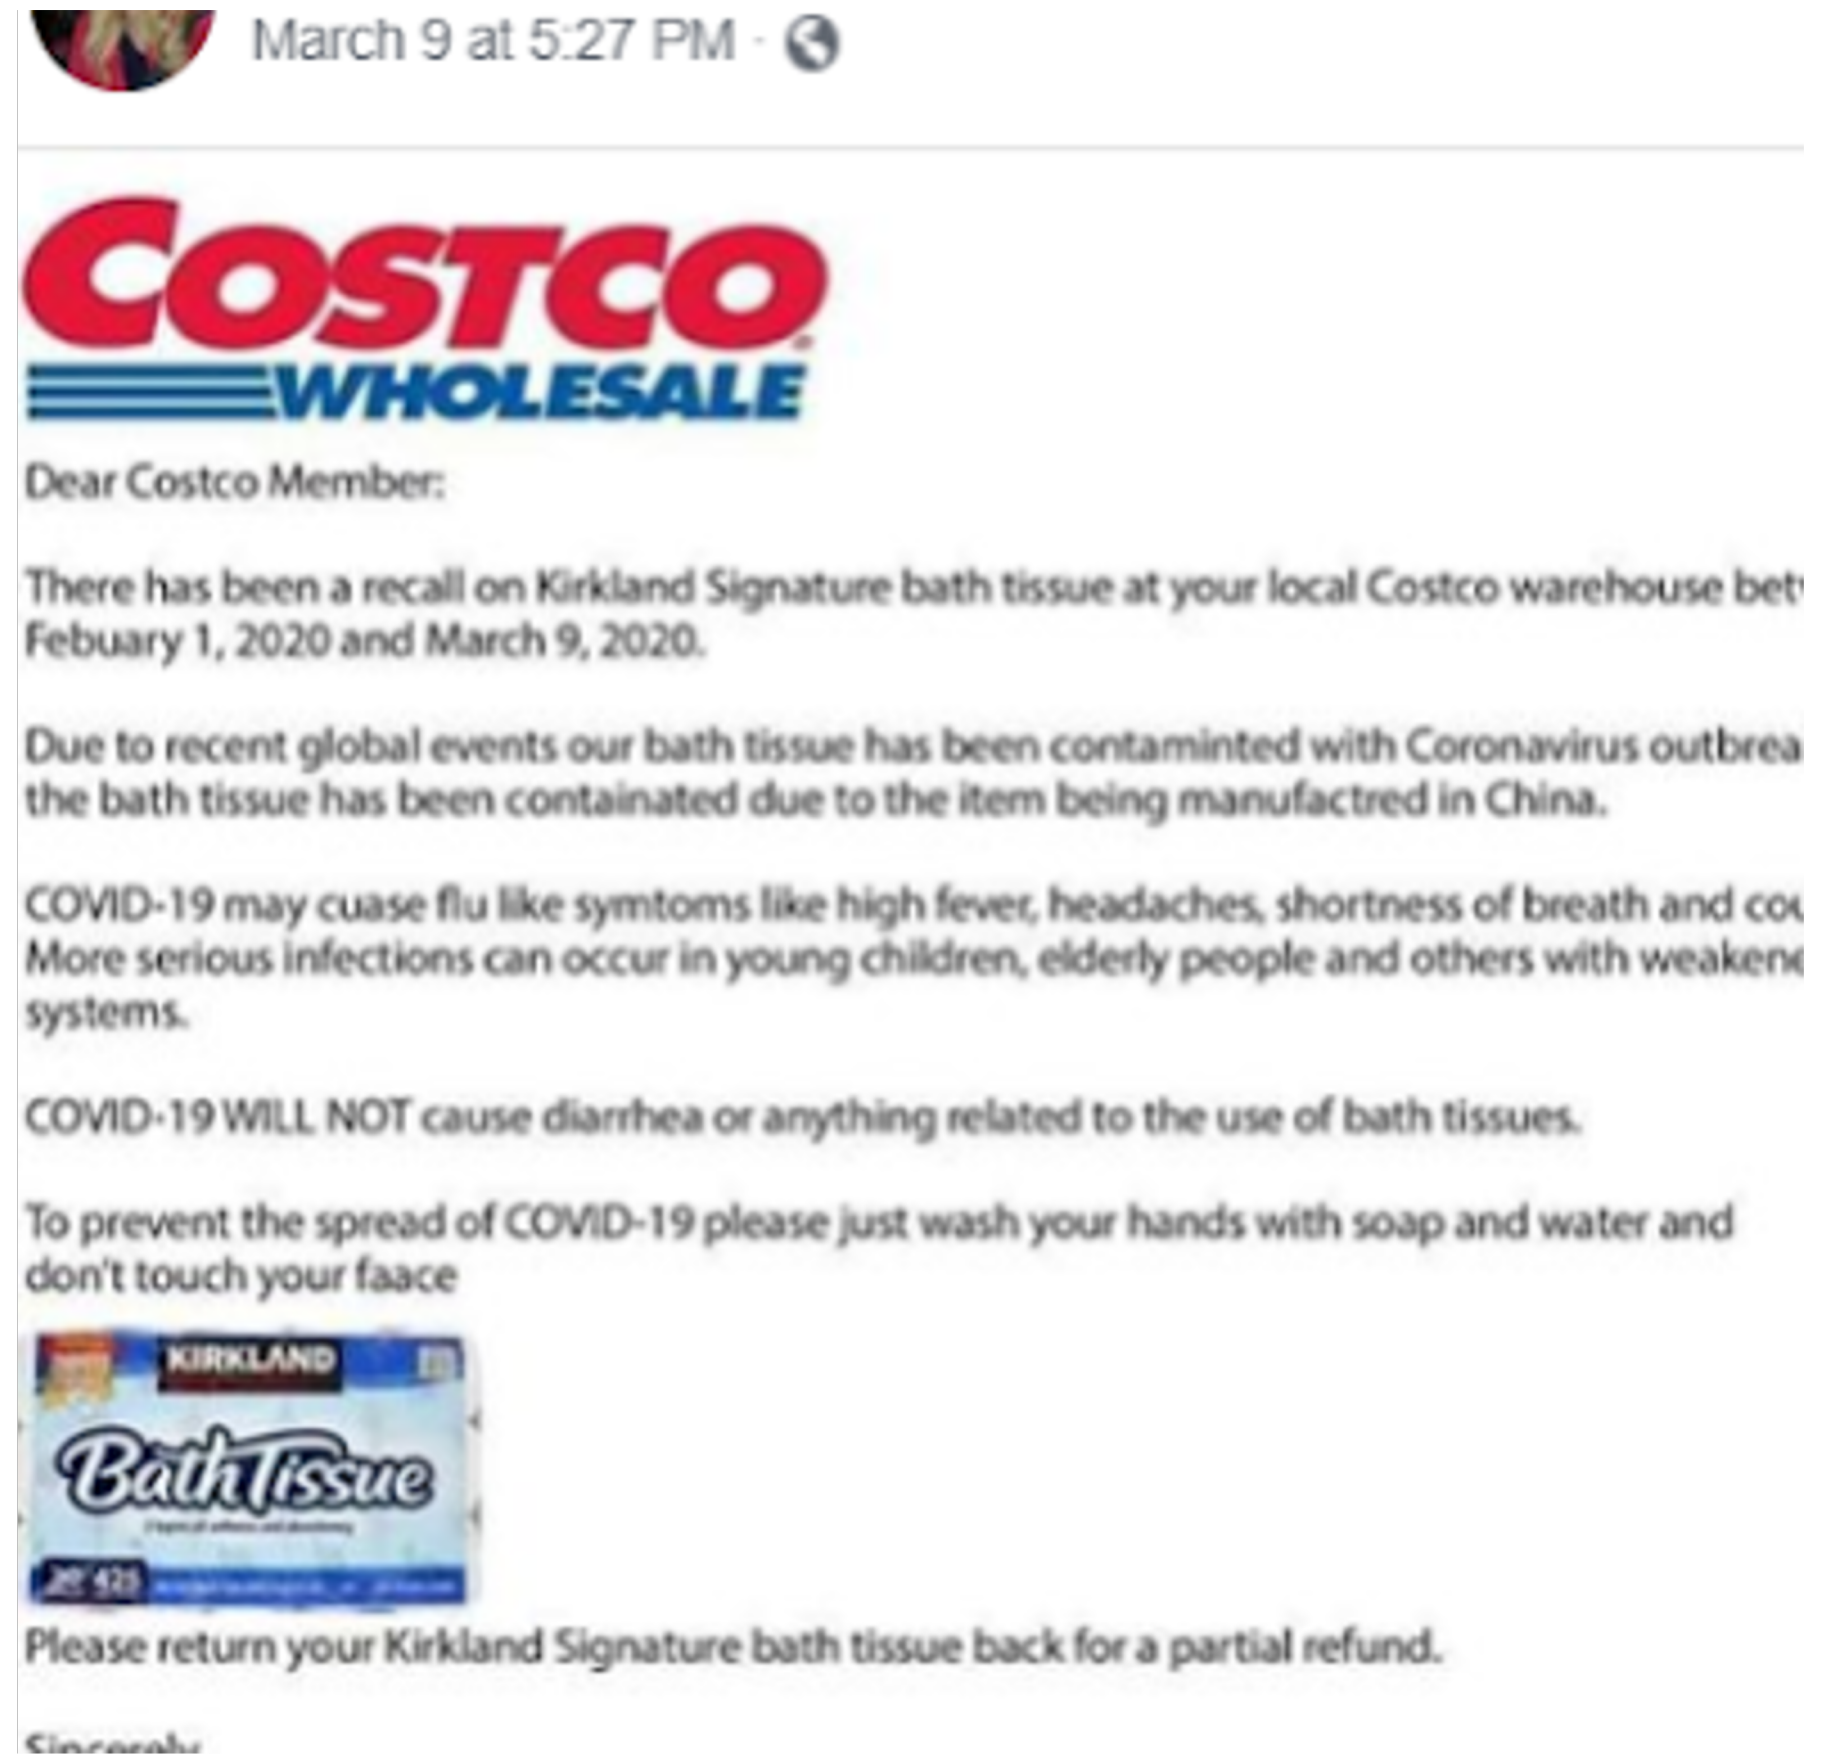 March 9 at 5:27 PM ·
COSTCO
WHOLESALE
Dear Costco Member:
There has been a recall on Kirkland Signature bath tissue at your local Costco warehouse
Febuary 1, 2020 and March 9, 2020.
Due to recent global events our bath tissue has been contaminted with Coronavirus outbrea
the bath tissue has been containated due to the item being manufactred in China.
COVID-19 may cuase flu like symtoms like high fever, headaches, shortness of breath and
More serious infections can occur in young children, elderly people and others with weakene
systems.
COVID-19 WILL NOT cause diarrhea or anything related to the use of bath tissues.
To prevent the spread of COVID-19 please just wash your hands with soap and water and
don't touch your faace
KIRKLAND
Bath Tissue
425
Please return your Kirkland Signature bath tissue back for a partial refund.
Sincerely